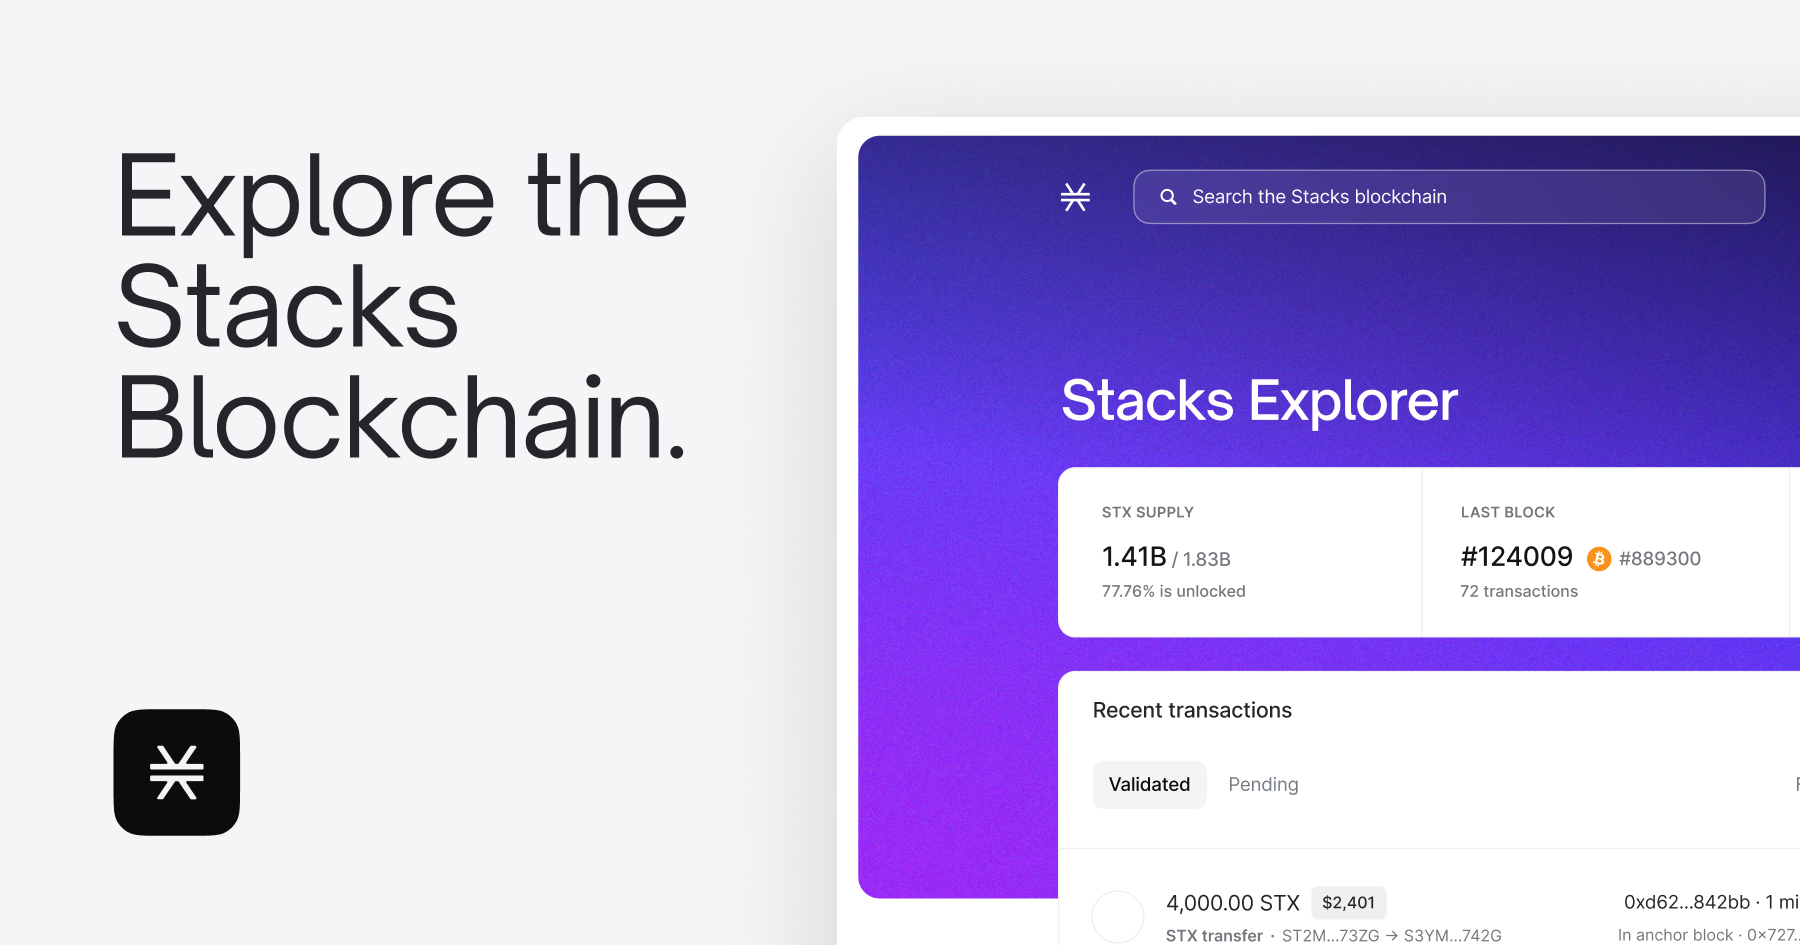 Explore the
Stacks
Blockchain.
Search the Stacks blockchain
Stacks Explorer
STX SUPPLY
1.41B / 1.83B
77.76% is unlocked
LAST BLOCK
#124009 #889300
72 transactions
Recent transactions
Validated Pending
4,000.00 STX $2,401
STX transfer · ST2M...73ZG → S3YM...742G
0xd62...842bb · 1 mi
In anchor block · 0×727..